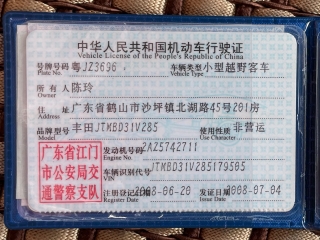 中华人民共和国机动车行驶证
Vehicle License of the People's Republic of China
号牌号码 粤JZ3696 车辆类型 小型越野客车
Plate No. Vehicle Type
所有人 陈玲
住址 广东省鹤山市沙坪镇北湖路45号201房
品牌型号 丰田JTMBD31V285 使用性质 非营运
发动机号码 2AZ5742711
Engine No.
车辆识别代号 JTMBD31V285179505
VIN
注册登记日期 2008-06-20 发证日期 2008-07-04
Issue Date
广东省江门
市公安局交
通警察支队